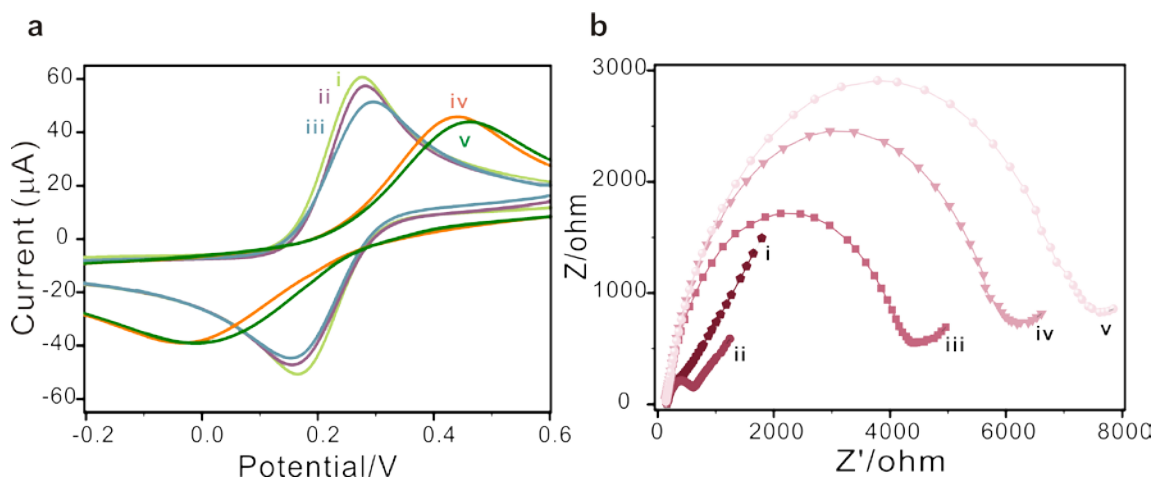 a
60
40
20
0
-20
-40
-60
Current (µA)
-0.2
0.0
0.2
0.4
0.6
Potential/V
i
ii
iii
iv
v
b
3000
2000
1000
0
Z/ohm
0
2000
4000
6000
8000
Z'/ohm
i
ii
iii
iv
v